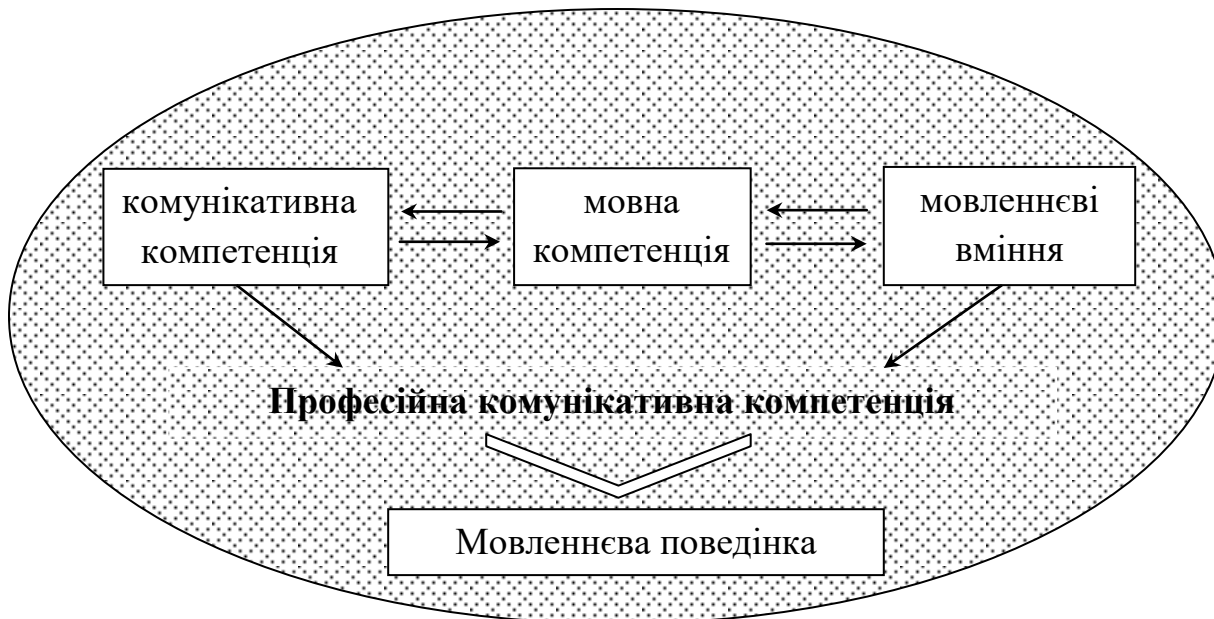 комунікативна
компетенція
мовна
компетенція
мовленнєві
вміння
Професійна комунікативна компетенція
Мовленнєва поведінка